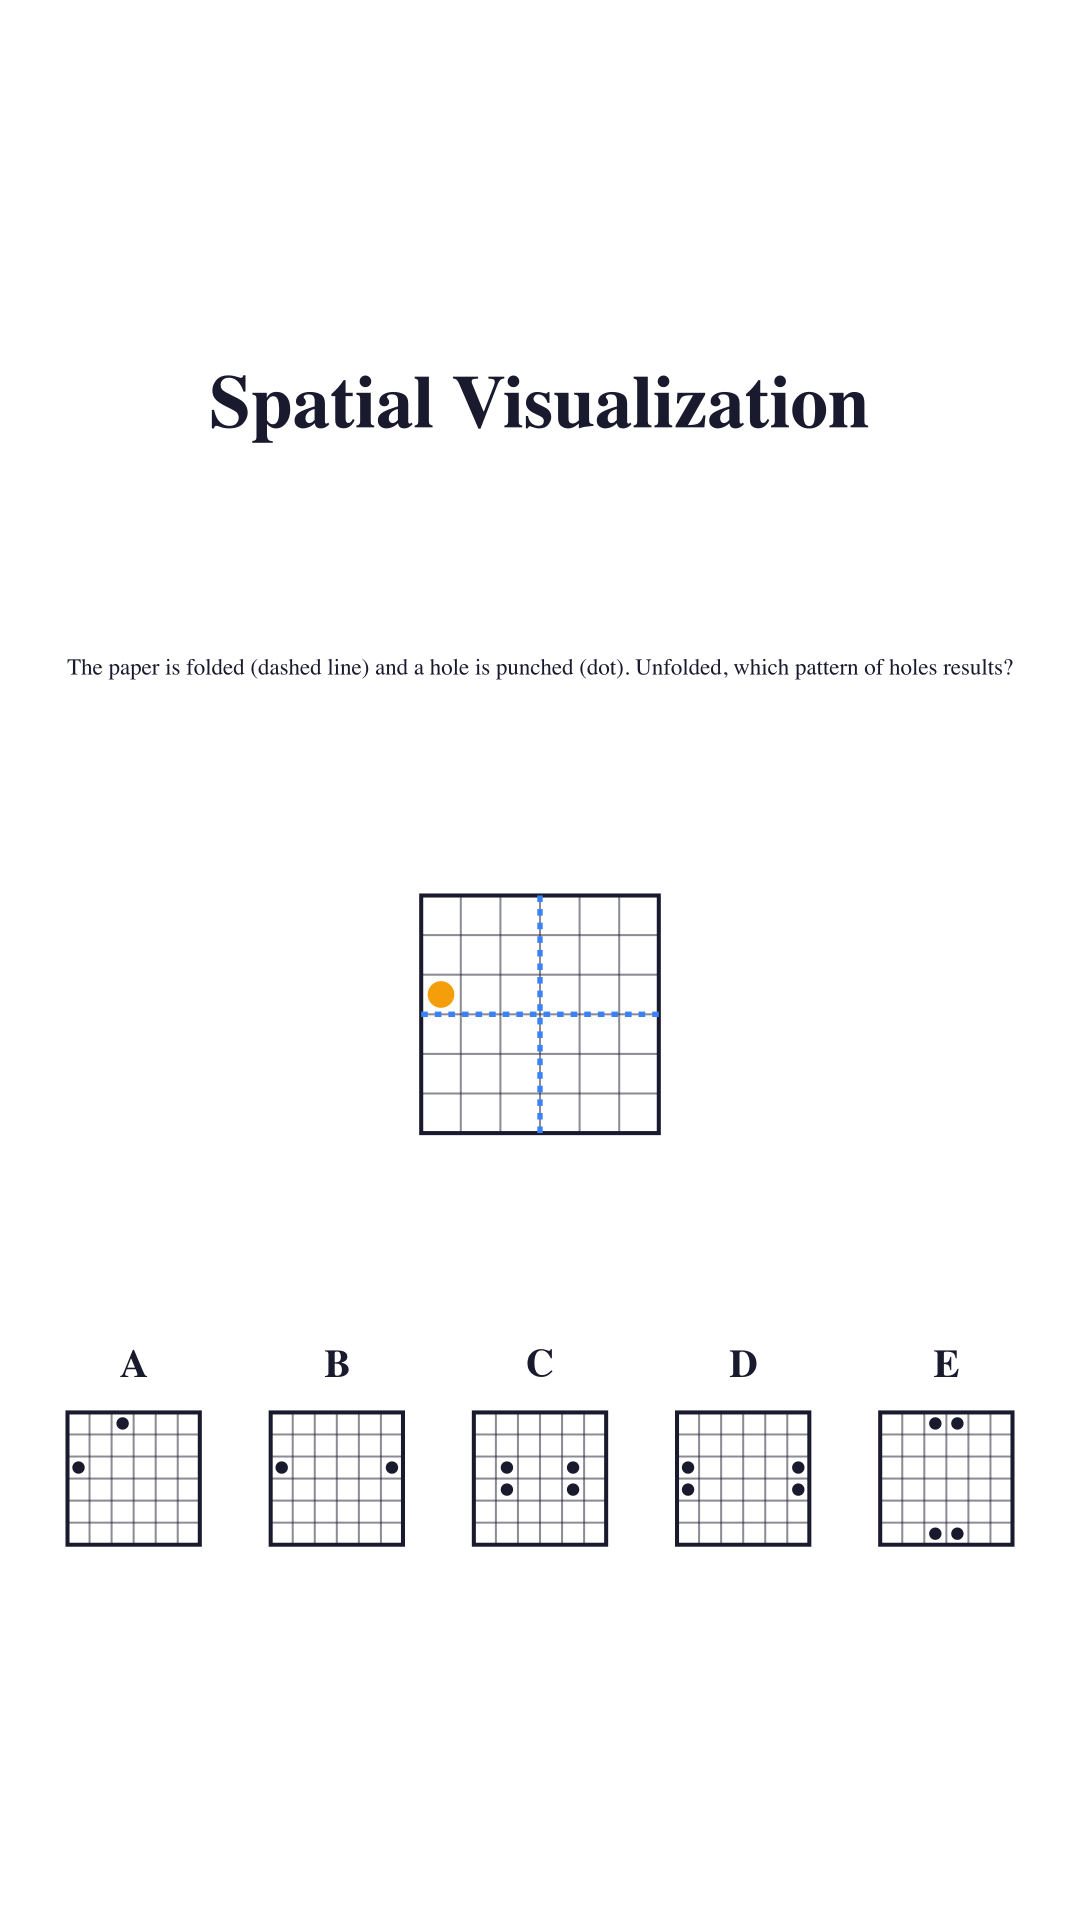 Spatial Visualization
The paper is folded (dashed line) and a hole is punched (dot). Unfolded, which pattern of holes results?
A B C D E